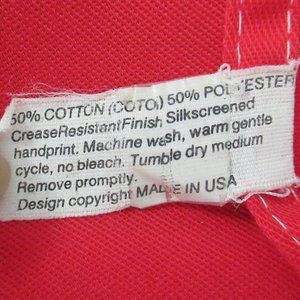 50% COTTON (COTO) 50% POLYESTER
CreaseResistantFinish Silkscreened
handprint. Machine wash, warm gentle
cycle, no bleach. Tumble dry medium
Remove promptly.
Design copyright MADE IN USA